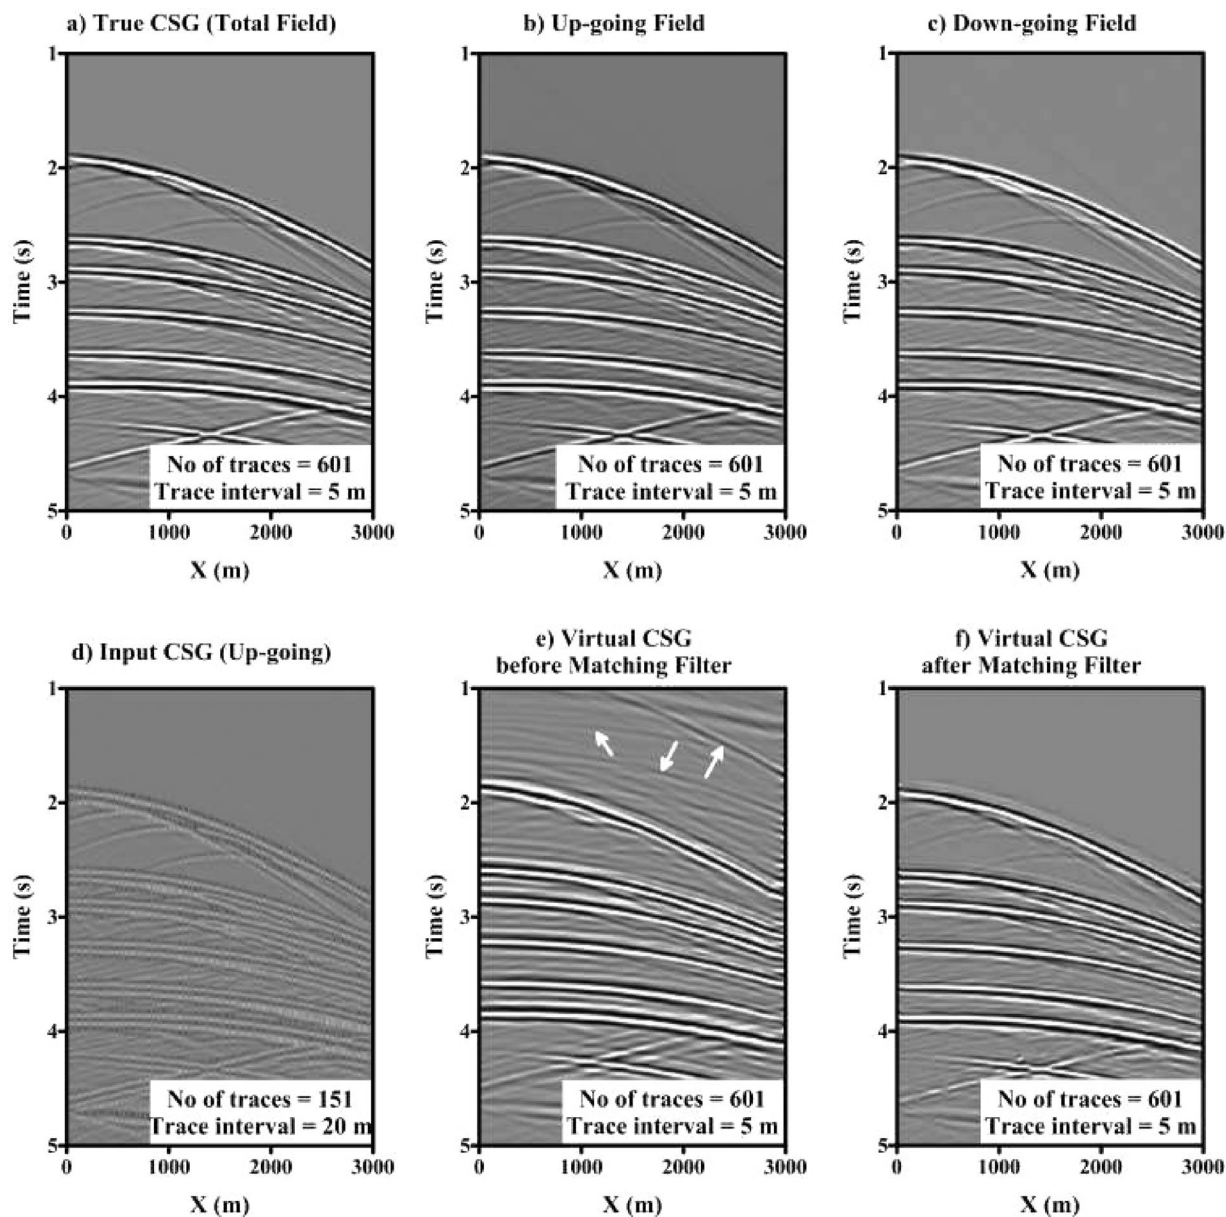 a) True CSG (Total Field)
b) Up-going Field
c) Down-going Field
1
2
3
4
5
Time (s)
No of traces = 601
Trace interval = 5 m
0
1000
2000
3000
X (m)
1
2
3
4
5
Time (s)
No of traces = 601
Trace interval = 5 m
0
1000
2000
3000
X (m)
1
2
3
4
5
Time (s)
No of traces = 601
Trace interval = 5 m
0
1000
2000
3000
X (m)
d) Input CSG (Up-going)
e) Virtual CSG
before Matching Filter
f) Virtual CSG
after Matching Filter
1
2
3
4
5
Time (s)
No of traces = 151
Trace interval = 20 m
0
1000
2000
3000
X (m)
1
2
3
4
5
Time (s)
No of traces = 601
Trace interval = 5 m
0
1000
2000
3000
X (m)
1
2
3
4
5
Time (s)
No of traces = 601
Trace interval = 5 m
0
1000
2000
3000
X (m)